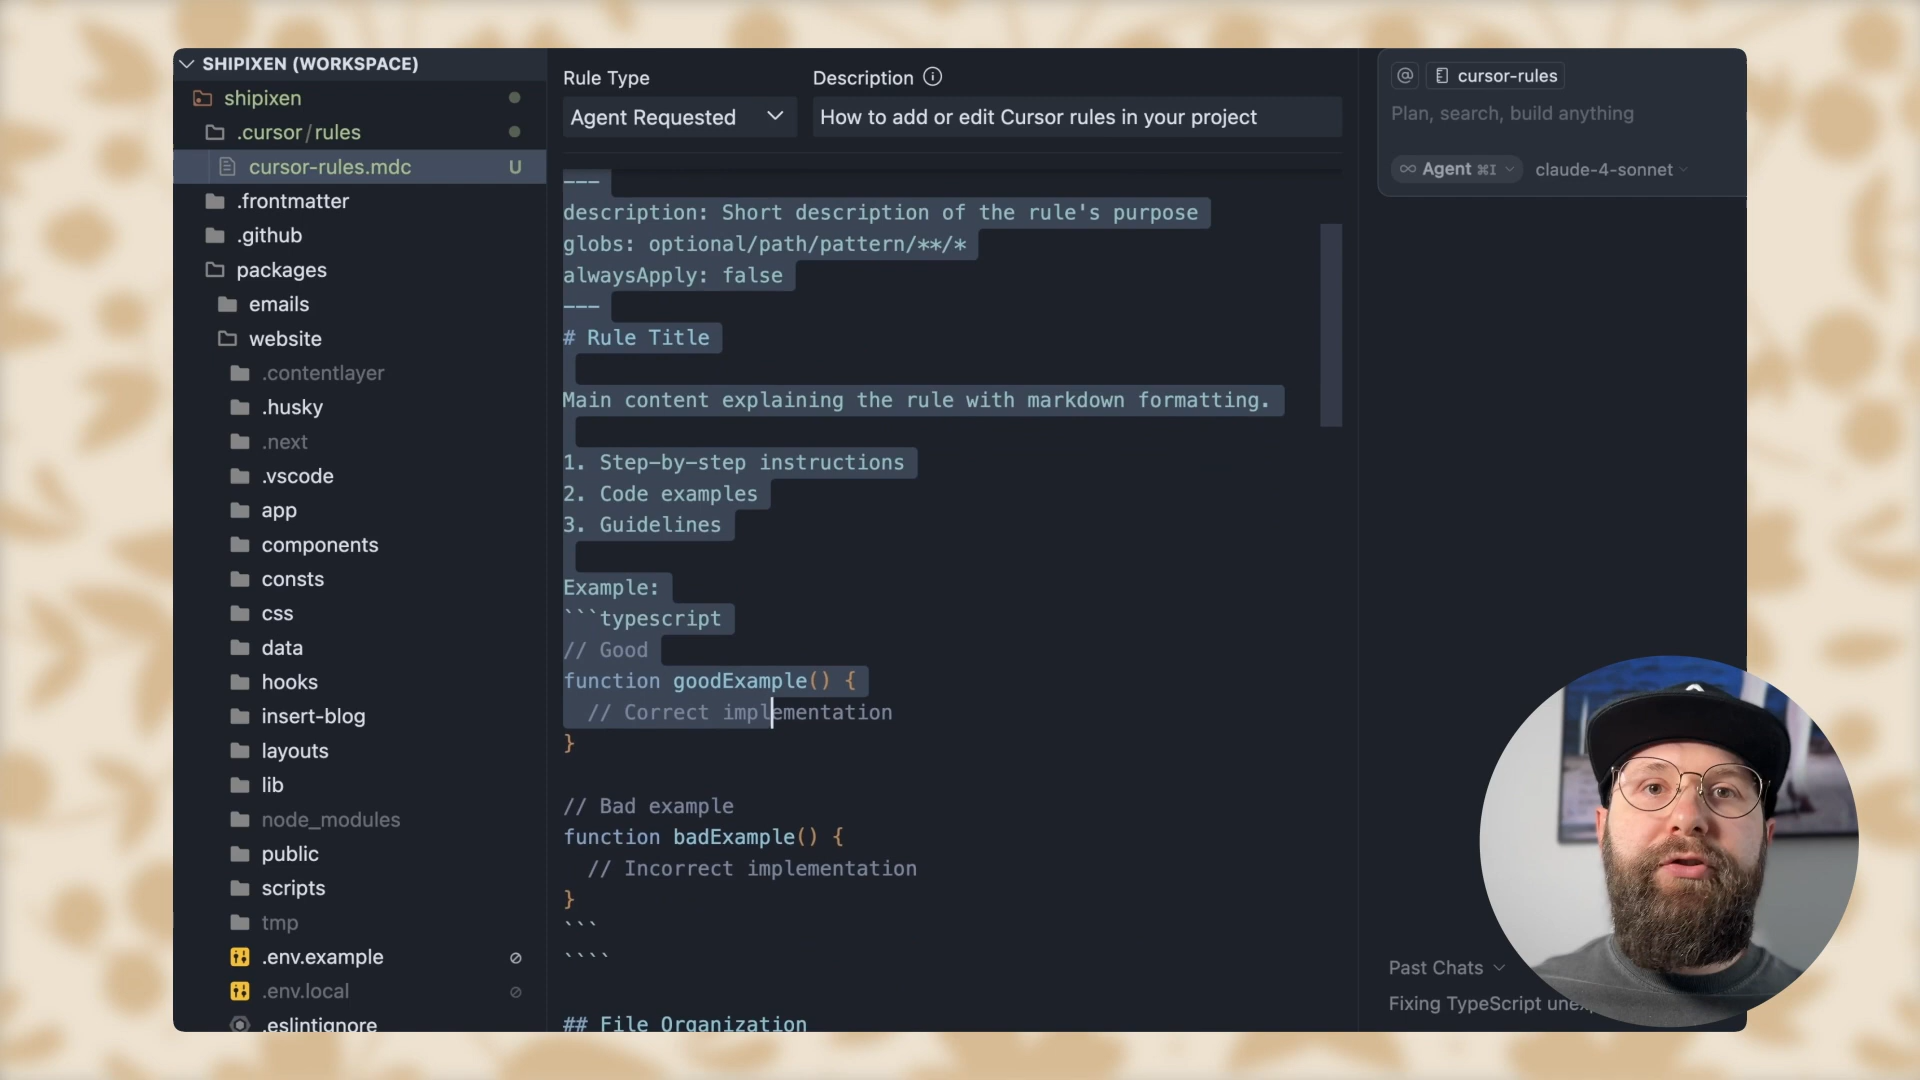 SHIPIXEN (WORKSPACE)
shipixen
.cursor/rules
cursor-rules.mdc U
.frontmatter
.github
packages
emails
website
.contentlayer
.husky
.next
.vscode
app
components
consts
css
data
hooks
insert-blog
layouts
lib
node_modules
public
scripts
tmp
.env.example
.env.local
.eslintignore
Rule Type
Agent Requested
Description
How to add or edit Cursor rules in your project
---
description: Short description of the rule's purpose
globs: optional/path/pattern/**/*
alwaysApply: false
---
# Rule Title
Main content explaining the rule with markdown formatting.
1. Step-by-step instructions
2. Code examples
3. Guidelines
Example:
```typescript
// Good
function goodExample() {
// Correct implementation
}
// Bad example
function badExample() {
// Incorrect implementation
}
```
````
## File Organization
@ cursor-rules
Plan, search, build anything
∞ Agent ⌘I claude-4-sonnet
Past Chats
Fixing TypeScript